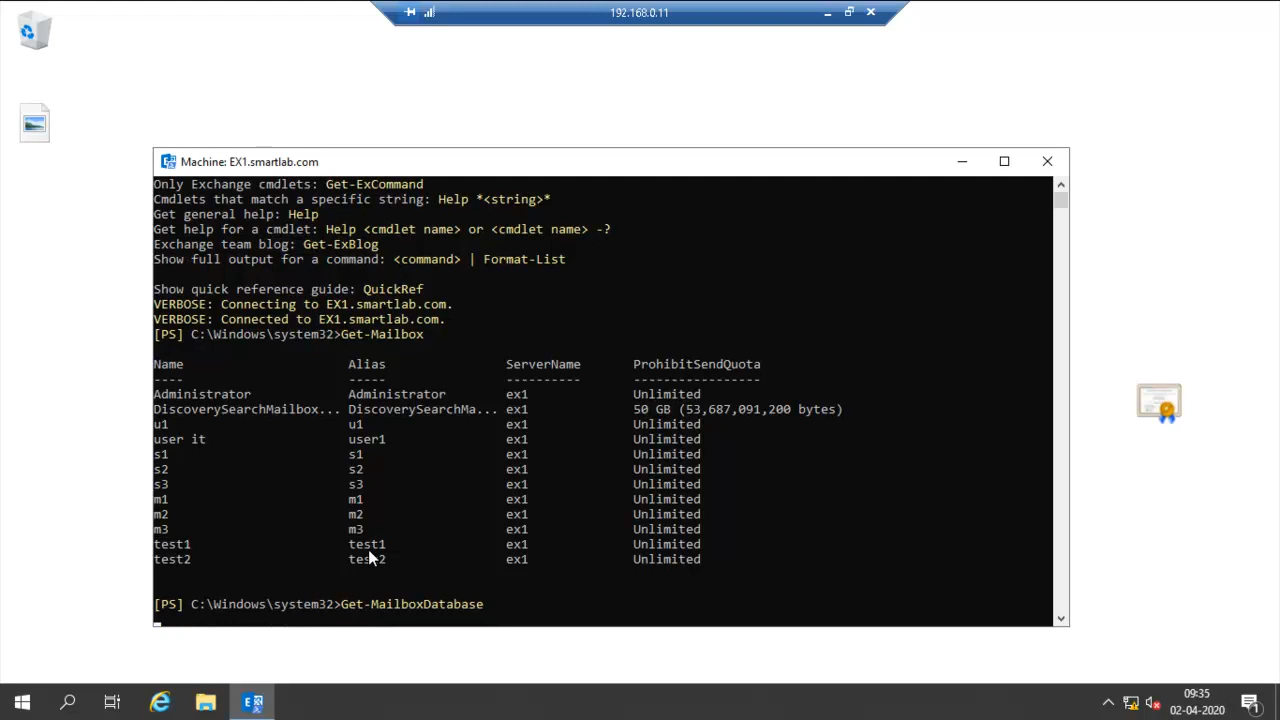 192.168.0.11
Machine: EX1.smartlab.com
Only Exchange cmdlets: Get-ExCommand
Cmdlets that match a specific string: Help *<string>*
Get general help: Help
Get help for a cmdlet: Help <cmdlet name> or <cmdlet name> -?
Exchange team blog: Get-ExBlog
Show full output for a command: <command> | Format-List
Show quick reference guide: QuickRef
VERBOSE: Connecting to EX1.smartlab.com.
VERBOSE: Connected to EX1.smartlab.com.
[PS] C:\Windows\system32>Get-Mailbox
Name Alias ServerName ProhibitSendQuota
---- ----- ---------- -----------------
Administrator Administrator ex1 Unlimited
DiscoverySearchMailbox... DiscoverySearchMa... ex1 50 GB (53,687,091,200 bytes)
u1 u1 ex1 Unlimited
user it user1 ex1 Unlimited
s1 s1 ex1 Unlimited
s2 s2 ex1 Unlimited
s3 s3 ex1 Unlimited
m1 m1 ex1 Unlimited
m2 m2 ex1 Unlimited
m3 m3 ex1 Unlimited
test1 test1 ex1 Unlimited
test2 test2 ex1 Unlimited
[PS] C:\Windows\system32>Get-MailboxDatabase
09:35
02-04-2020
1